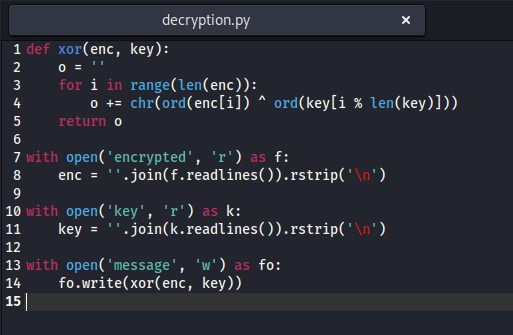 decryption.py ×
1 def xor(enc, key):
2     o = ''
3     for i in range(len(enc)):
4         o += chr(ord(enc[i]) ^ ord(key[i % len(key)]))
5     return o
6
7 with open('encrypted', 'r') as f:
8     enc = ''.join(f.readlines()).rstrip('\n')
9
10 with open('key', 'r') as k:
11     key = ''.join(k.readlines()).rstrip('\n')
12
13 with open('message', 'w') as fo:
14     fo.write(xor(enc, key))
15